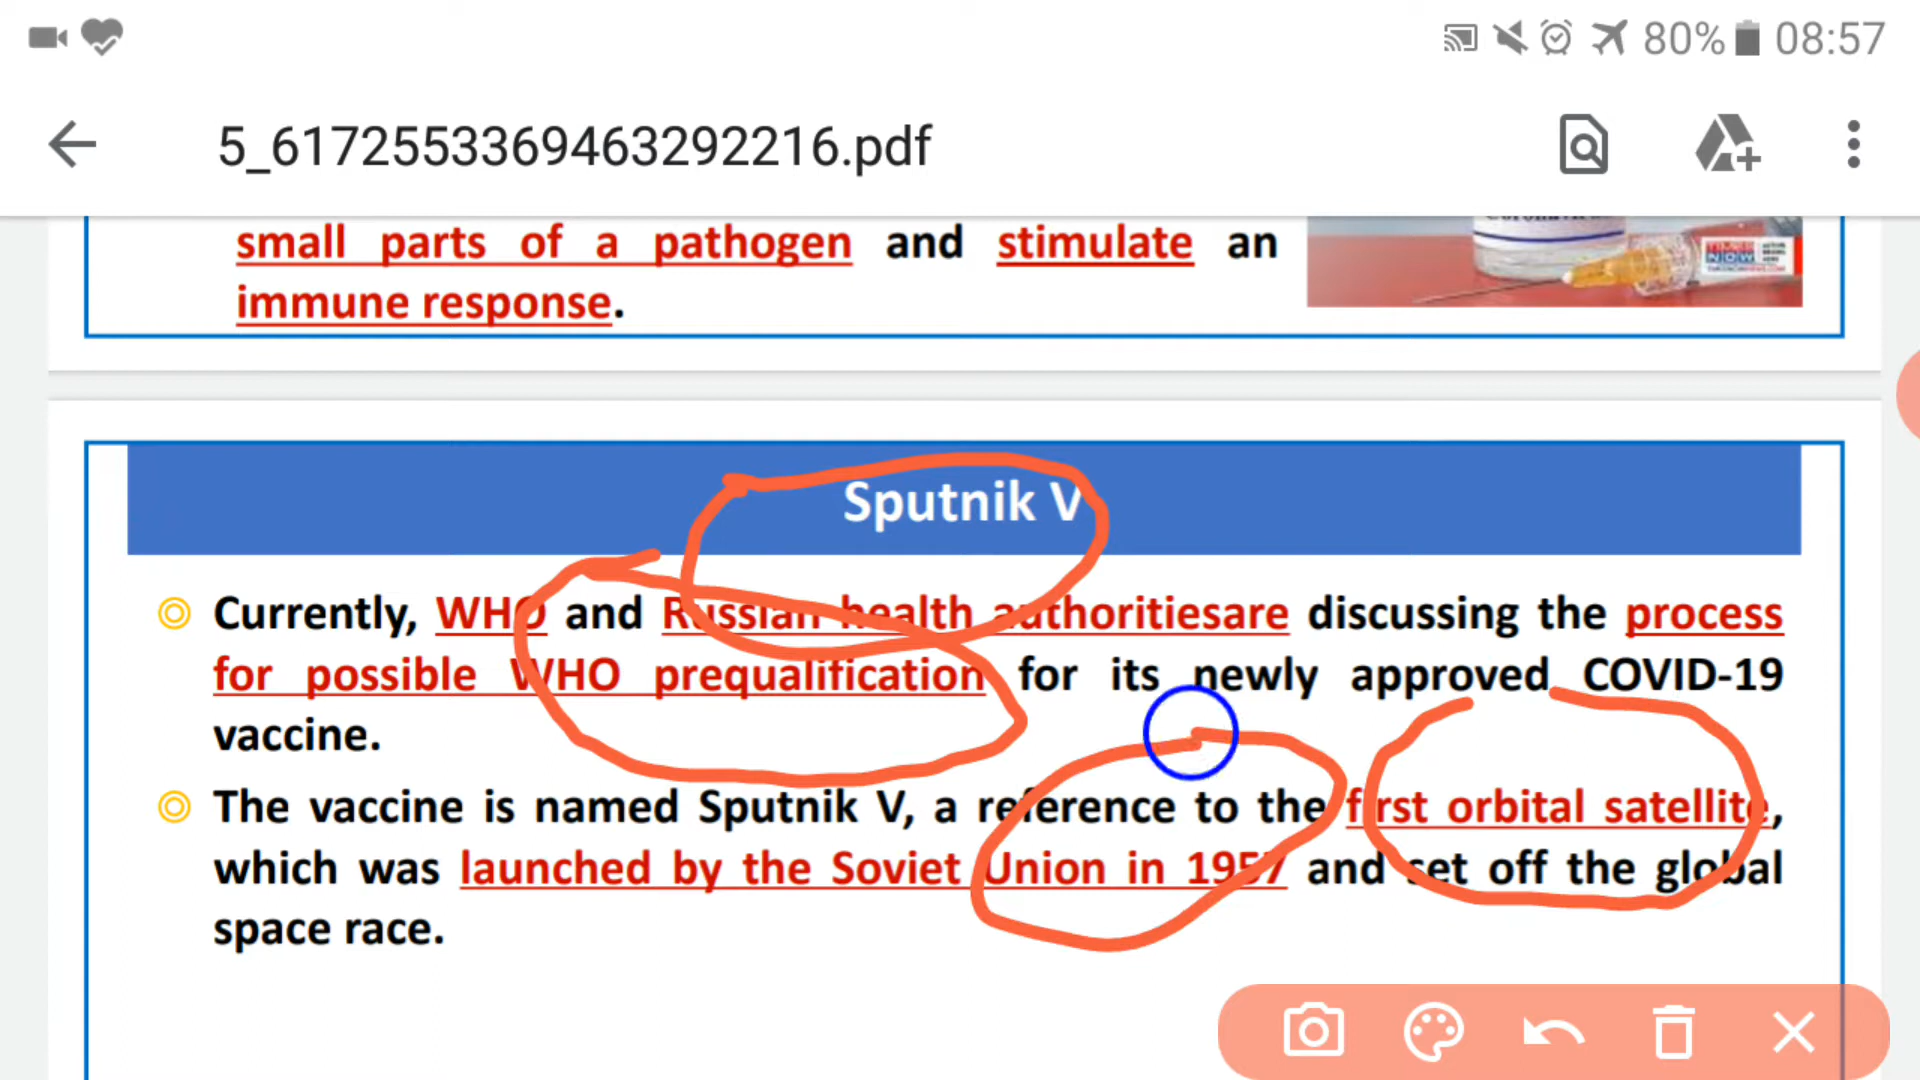 80% 08:57
5_6172553369463292216.pdf
small parts of a pathogen and stimulate an
immune response.
TIMES
NOW
Sputnik V
Currently, WHO and Russian health authoritiesare discussing the process
for possible WHO prequalification for its newly approved COVID-19
vaccine.
The vaccine is named Sputnik V, a reference to the first orbital satellite,
which was launched by the Soviet Union in 1957 and set off the global
space race.